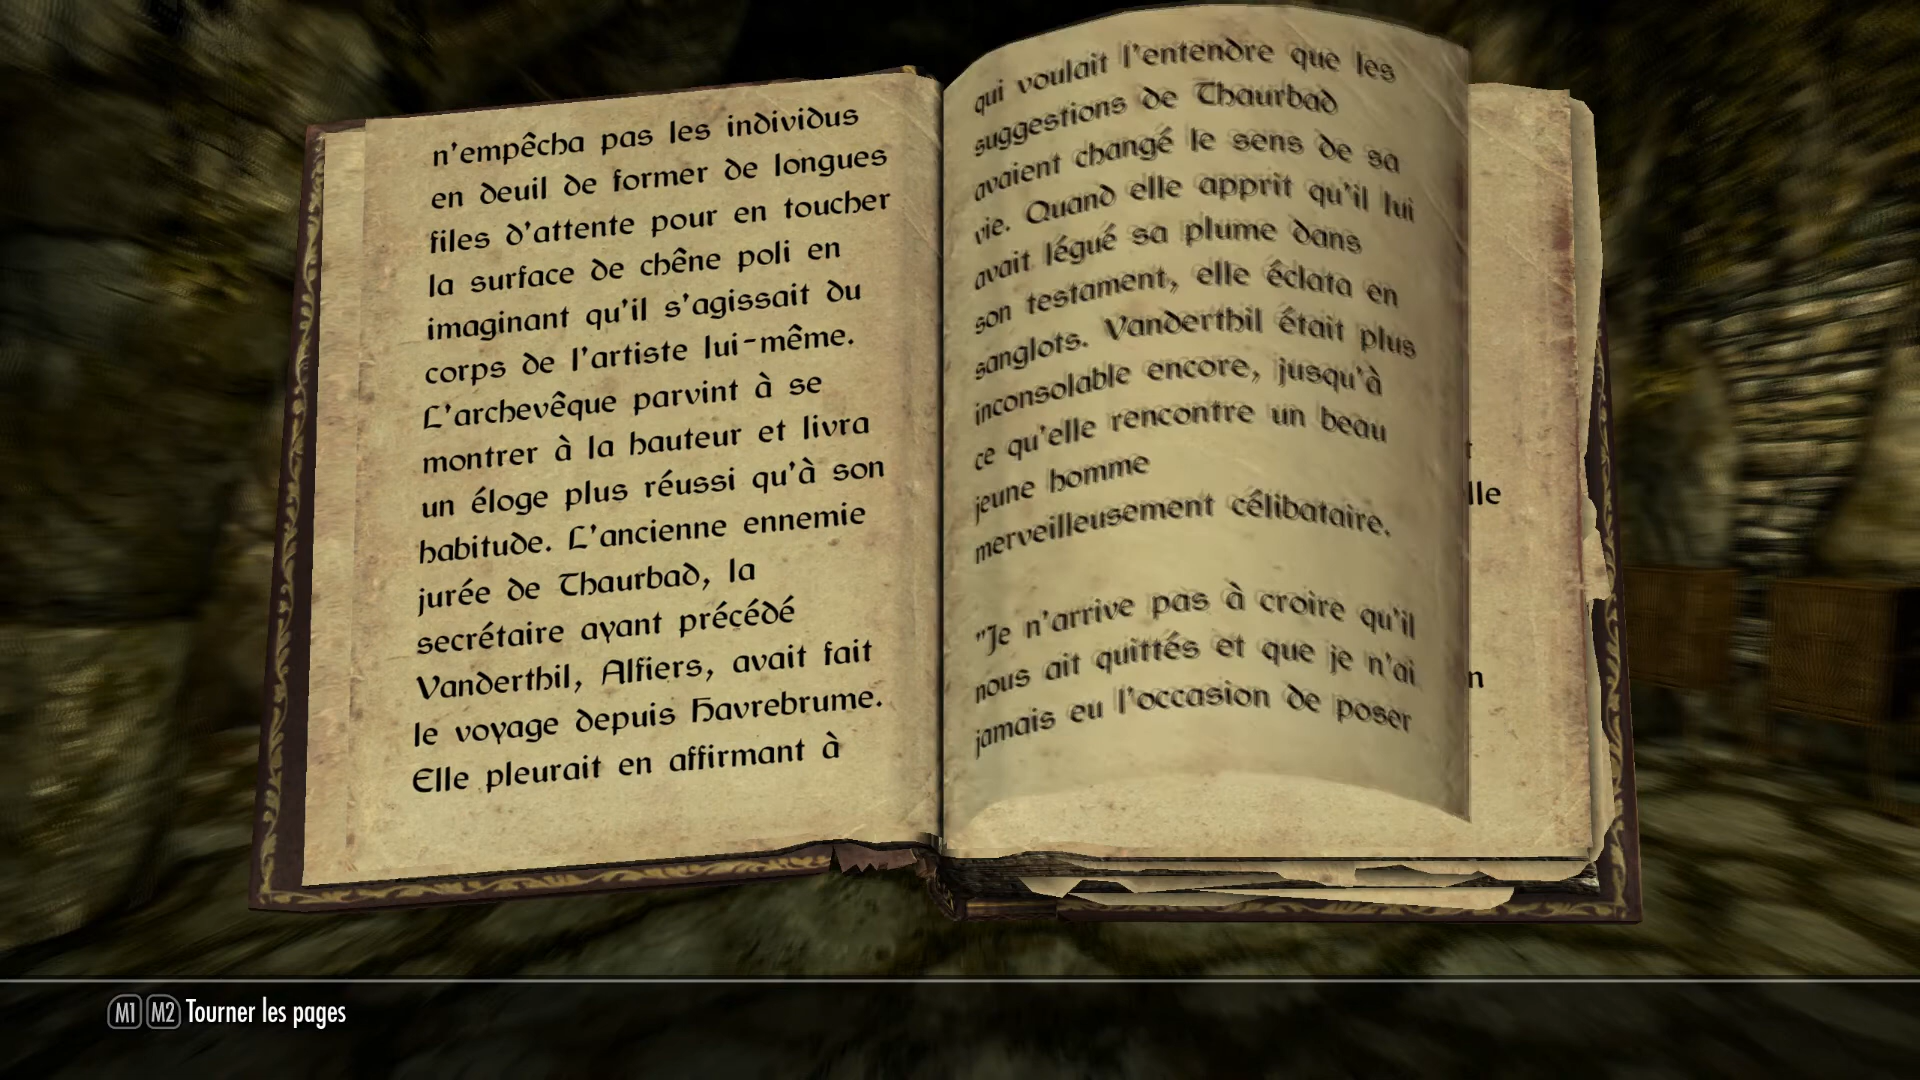 n'empêcha pas les individus
en deuil de former de longues
files d'attente pour en toucher
la surface de chêne poli en
imaginant qu'il s'agissait du
corps de l'artiste lui-même.
L'archevêque parvint à se
montrer à la hauteur et livra
un éloge plus réussi qu'à son
habitude. L'ancienne ennemie
jurée de Thaurbad, la
secrétaire ayant précédé
Vanderthil, Alfiers, avait fait
le voyage depuis Havrebrume.
Elle pleurait en affirmant à
qui voulait l'entendre que les
suggestions de Thaurbad
avaient changé le sens de sa
vie. Quand elle apprit qu'il lui
avait légué sa plume dans
son testament, elle éclata en
sanglots. Vanderthil était plus
inconsolable encore, jusqu'à
ce qu'elle rencontre un beau
jeune homme
merveilleusement célibataire.
"Je n'arrive pas à croire qu'il
nous ait quittés et que je n'ai
jamais eu l'occasion de poser
M1 M2 Tourner les pages